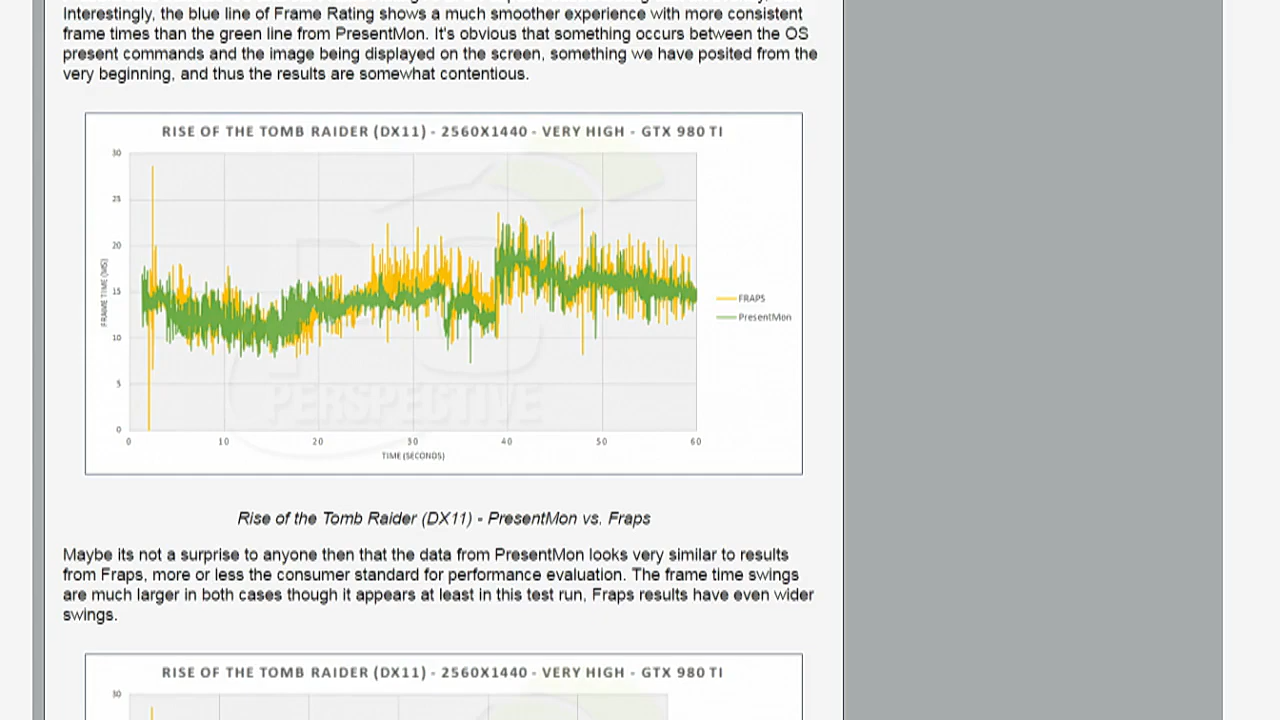 Interestingly, the blue line of Frame Rating shows a much smoother experience with more consistent
frame times than the green line from PresentMon. It's obvious that something occurs between the OS
present commands and the image being displayed on the screen, something we have posited from the
very beginning, and thus the results are somewhat contentious.
RISE OF THE TOMB RAIDER (DX11) - 2560X1440 - VERY HIGH - GTX 980 TI
30
25
20
15
10
5
0
FRAME TIME (MS)
0 10 20 30 40 50 60
TIME (SECONDS)
FRAPS
PresentMon
PERSPECTIVE
Rise of the Tomb Raider (DX11) - PresentMon vs. Fraps
Maybe its not a surprise to anyone then that the data from PresentMon looks very similar to results
from Fraps, more or less the consumer standard for performance evaluation. The frame time swings
are much larger in both cases though it appears at least in this test run, Fraps results have even wider
swings.
RISE OF THE TOMB RAIDER (DX11) - 2560X1440 - VERY HIGH - GTX 980 TI
30